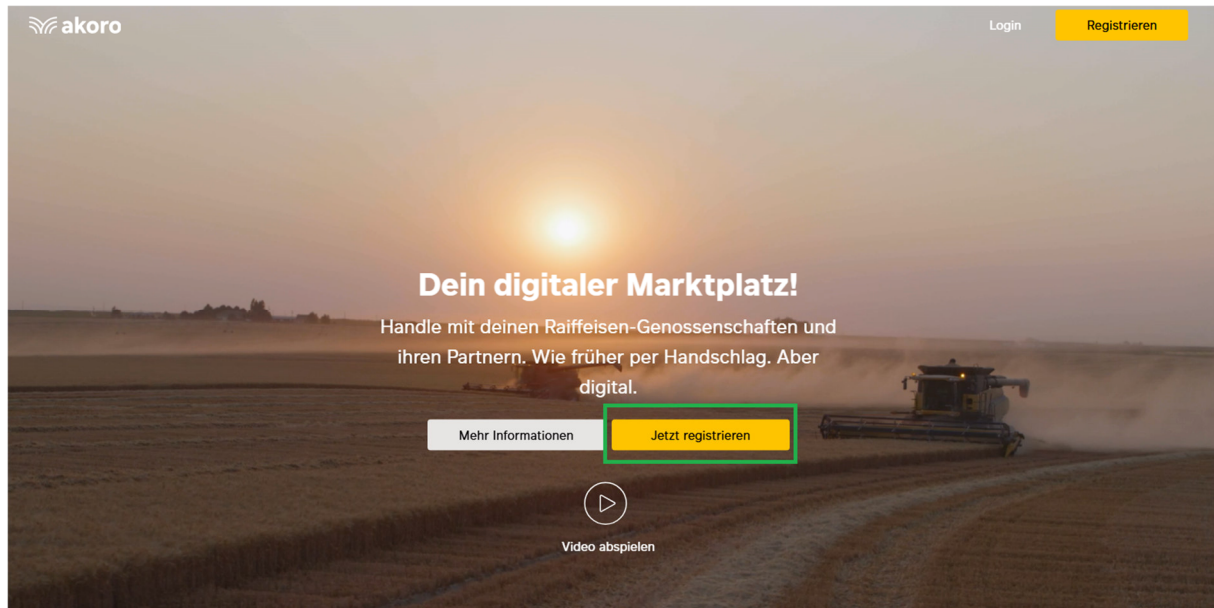 akoro
Login
Registrieren
Dein digitaler Marktplatz!
Handle mit deinen Raiffeisen-Genossenschaften und
ihren Partnern. Wie früher per Handschlag. Aber
digital.
Mehr Informationen
Jetzt registrieren
Video abspielen